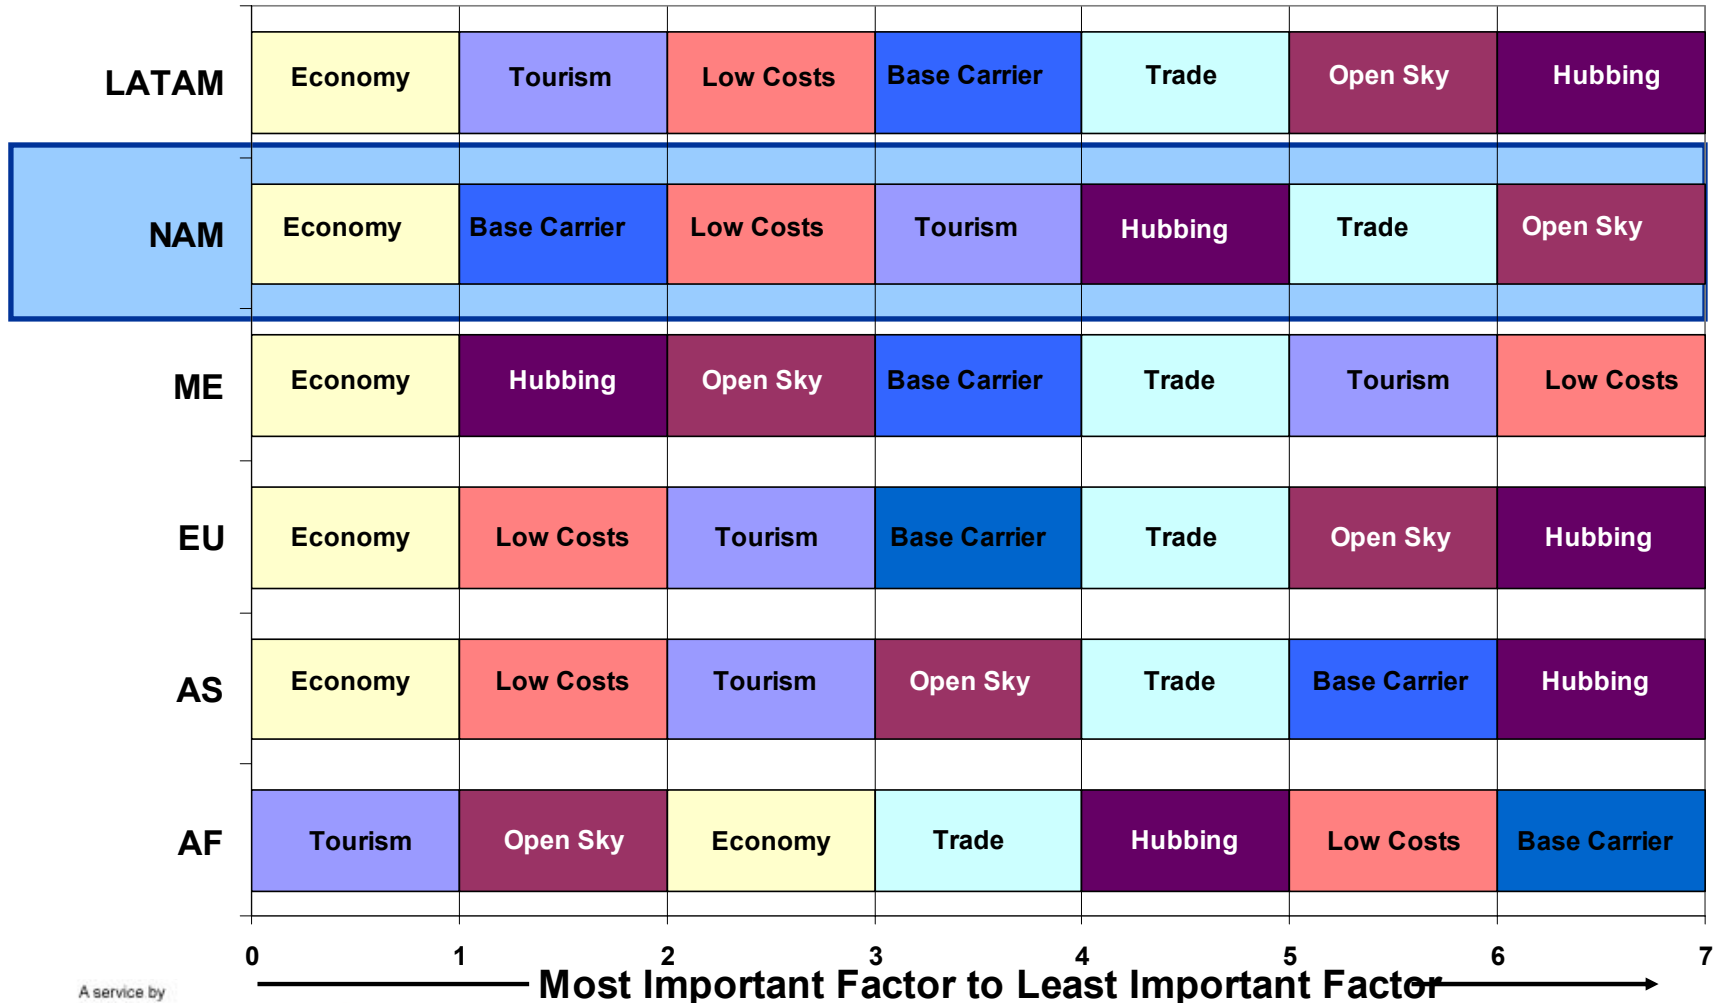 LATAM Economy Tourism Low Costs Base Carrier Trade Open Sky Hubbing
NAM Economy Base Carrier Low Costs Tourism Hubbing Trade Open Sky
ME Economy Hubbing Open Sky Base Carrier Trade Tourism Low Costs
EU Economy Low Costs Tourism Base Carrier Trade Open Sky Hubbing
AS Economy Low Costs Tourism Open Sky Trade Base Carrier Hubbing
AF Tourism Open Sky Economy Trade Hubbing Low Costs Base Carrier
0 1 2 3 4 5 6 7
Most Important Factor to Least Important Factor
A service by